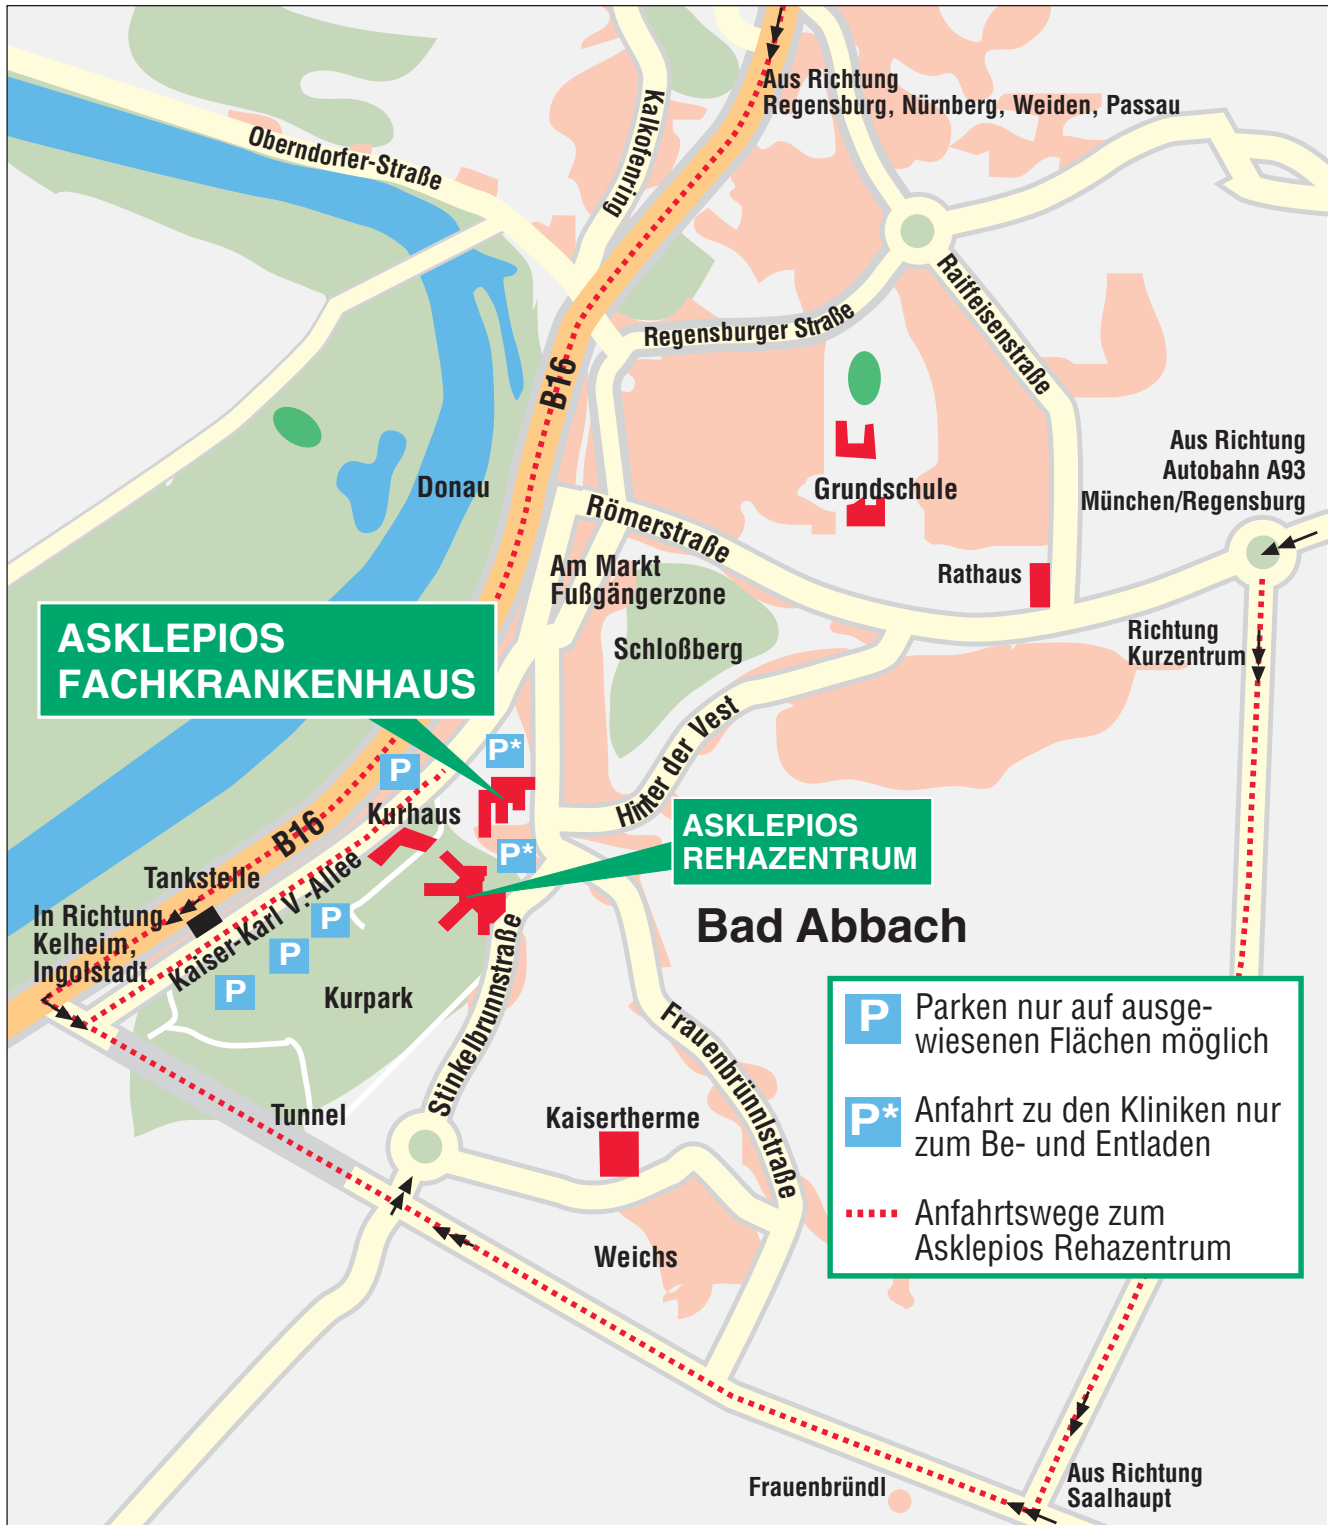 Aus Richtung
Regensburg, Nürnberg, Weiden, Passau
Kalkofenring
Oberndorfer-Straße
Raiffeisenstraße
Regensburger Straße
B16
Aus Richtung
Autobahn A93
München/Regensburg
Donau
Grundschule
Römerstraße
Am Markt
Fußgängerzone
Rathaus
ASKLEPIOS
FACHKRANKENHAUS
Schloßberg
Richtung
Kurzentrum
Hinter der Vest
P*
P
Kurhaus
ASKLEPIOS
REHAZENTRUM
B16
P*
Tankstelle
Kaiser-Karl V.-Allee
In Richtung
Kelheim,
Ingolstadt
P
P
P
Bad Abbach
Kurpark
Stinkelbrunnstraße
Frauenbrünnlstraße
P Parken nur auf ausge-
wiesenen Flächen möglich
P* Anfahrt zu den Kliniken nur
zum Be- und Entladen
Anfahrtswege zum
Asklepios Rehazentrum
Tunnel
Kaisertherme
Weichs
Frauenbründl
Aus Richtung
Saalhaupt